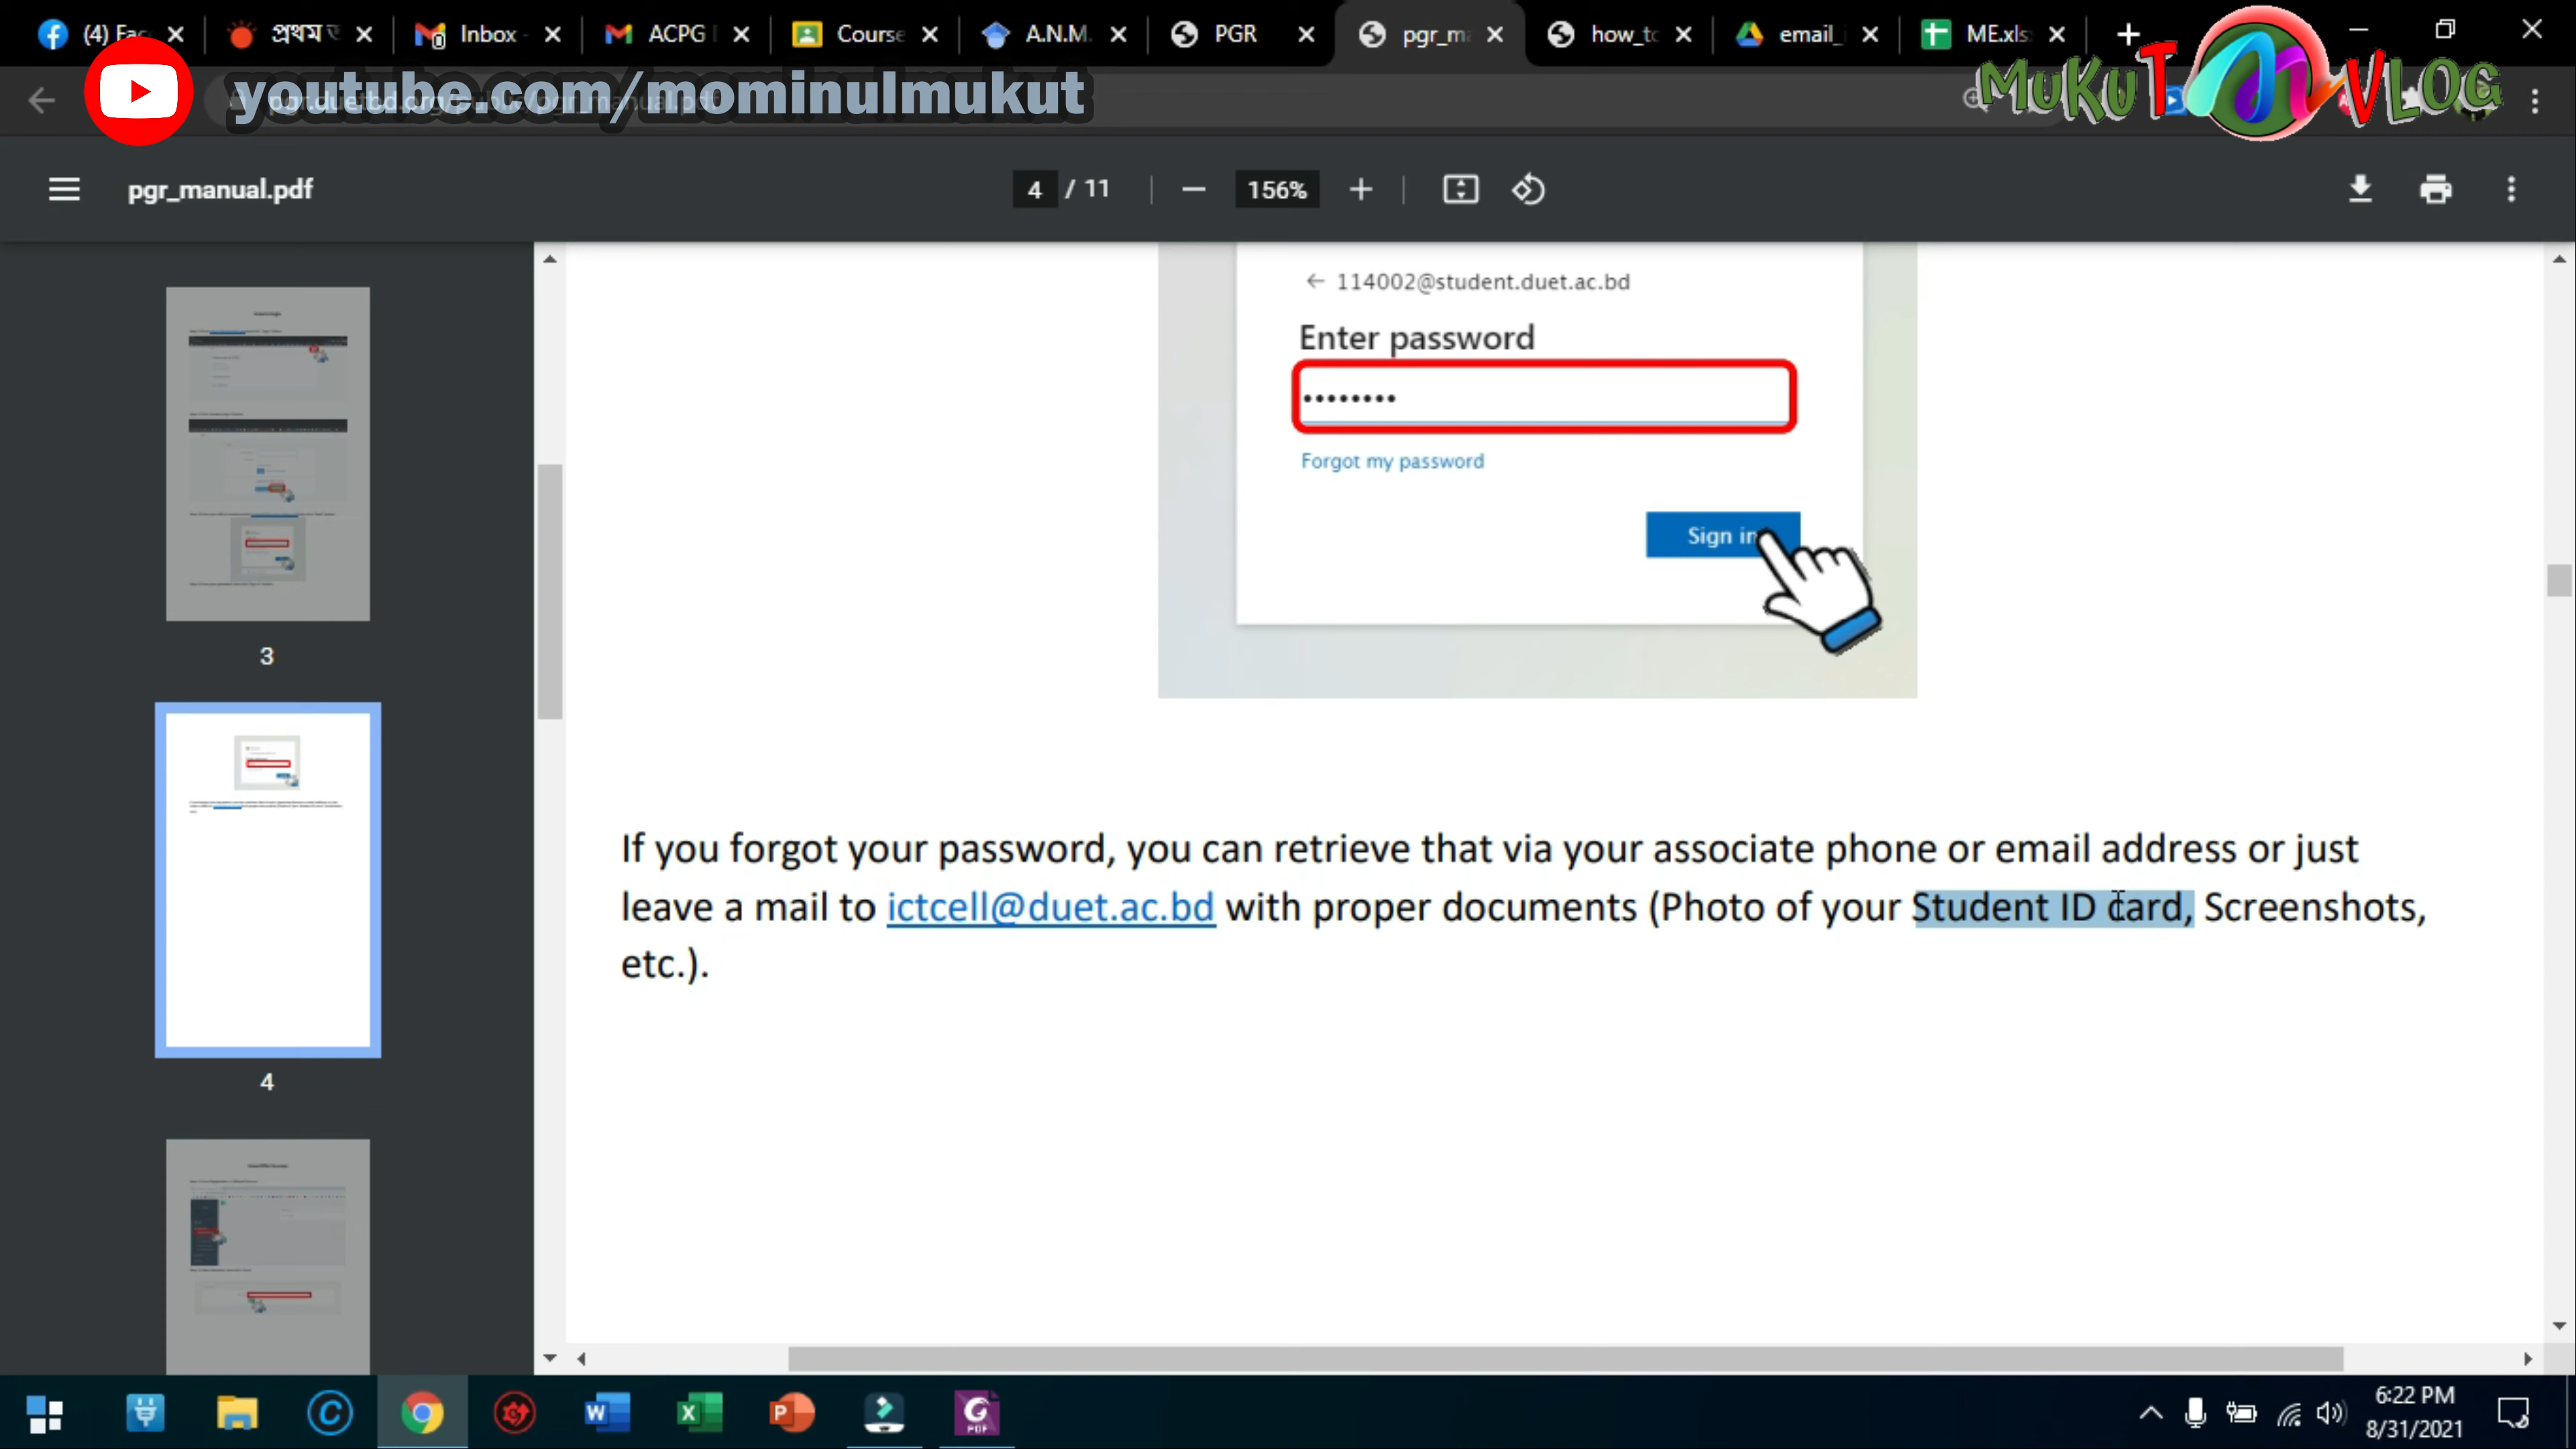 (4) Fac
প্রথম
Inbox -
ACPG
Course
A.N.M.
PGR
pgr_ma
how_to
email_
ME.xls
youtube.com/mominulmukut
MUKUT VLOG
pgr_manual.pdf
4 / 11
156%
← 114002@student.duet.ac.bd
Enter password
Forgot my password
Sign in
If you forgot your password, you can retrieve that via your associate phone or email address or just
leave a mail to ictcell@duet.ac.bd with proper documents (Photo of your Student ID card, Screenshots,
etc.).
3
4
6:22 PM
8/31/2021